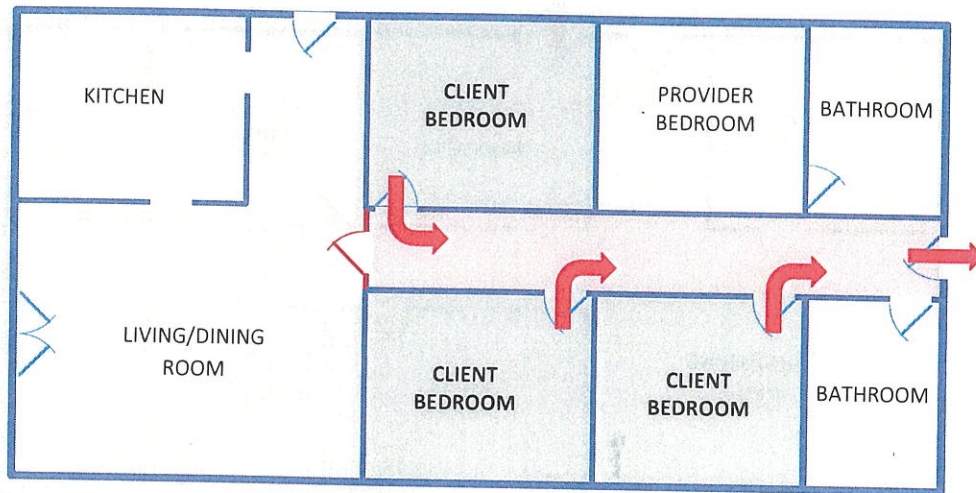 KITCHEN
CLIENT
BEDROOM
PROVIDER
BEDROOM
BATHROOM
LIVING/DINING
ROOM
CLIENT
BEDROOM
CLIENT
BEDROOM
BATHROOM